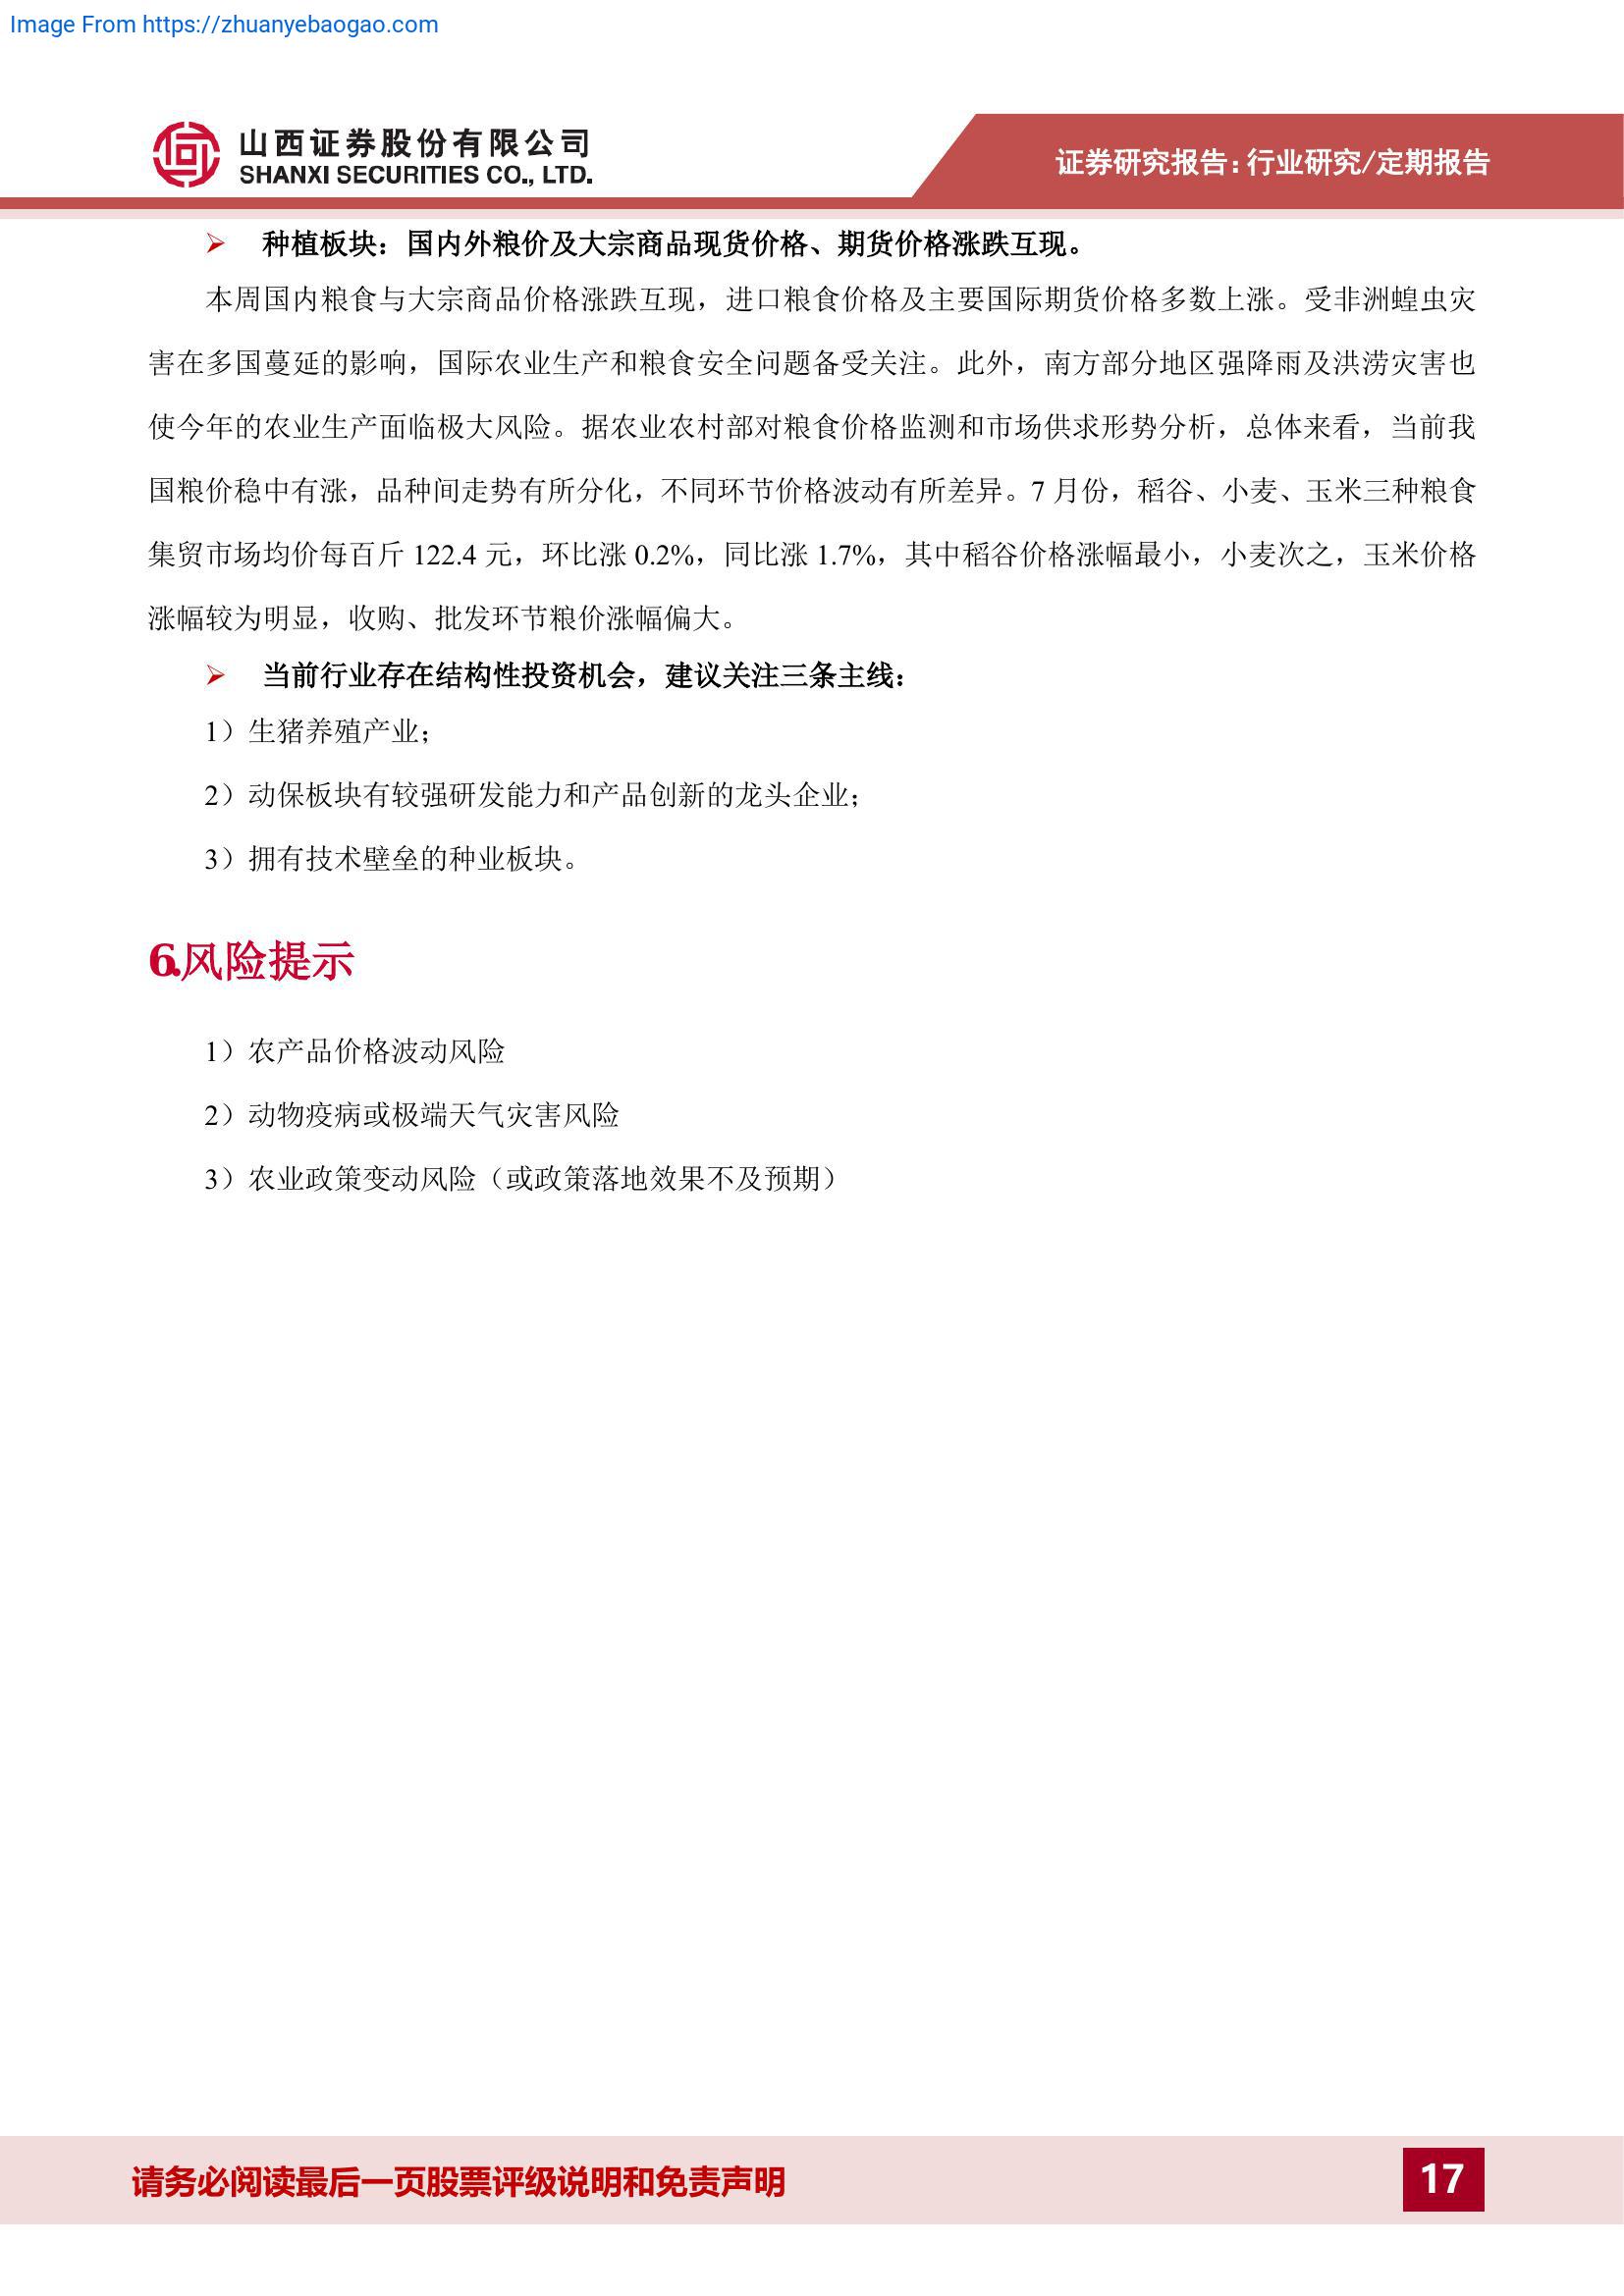 Image From https://zhuanyebaogao.com
山西证券股份有限公司
SHANXI SECURITIES CO., LTD.
证券研究报告：行业研究/定期报告
种植板块：国内外粮价及大宗商品现货价格、期货价格涨跌互现。
本周国内粮食与大宗商品价格涨跌互现，进口粮食价格及主要国际期货价格多数上涨。受非洲蝗虫灾
害在多国蔓延的影响，国际农业生产和粮食安全问题备受关注。此外，南方部分地区强降雨及洪涝灾害也
使今年的农业生产面临极大风险。据农业农村部对粮食价格监测和市场供求形势分析，总体来看，当前我
国粮价稳中有涨，品种间走势有所分化，不同环节价格波动有所差异。7 月份，稻谷、小麦、玉米三种粮食
集贸市场均价每百斤 122.4 元，环比涨 0.2%，同比涨 1.7%，其中稻谷价格涨幅最小，小麦次之，玉米价格
涨幅较为明显，收购、批发环节粮价涨幅偏大。
当前行业存在结构性投资机会，建议关注三条主线：
1）生猪养殖产业；
2）动保板块有较强研发能力和产品创新的龙头企业；
3）拥有技术壁垒的种业板块。
6.风险提示
1）农产品价格波动风险
2）动物疫病或极端天气灾害风险
3）农业政策变动风险（或政策落地效果不及预期）
请务必阅读最后一页股票评级说明和免责声明
17